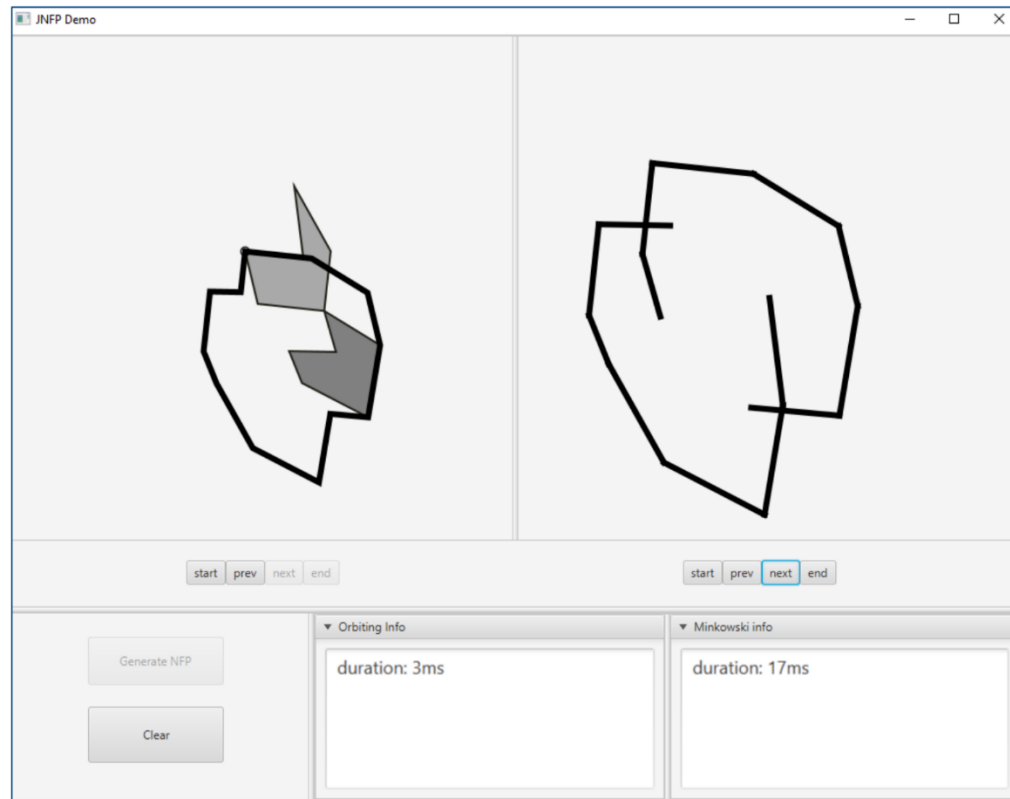 JNFP Demo
start prev next end
start prev next end
Generate NFP
Clear
Orbiting Info
duration: 3ms
Minkowski info
duration: 17ms